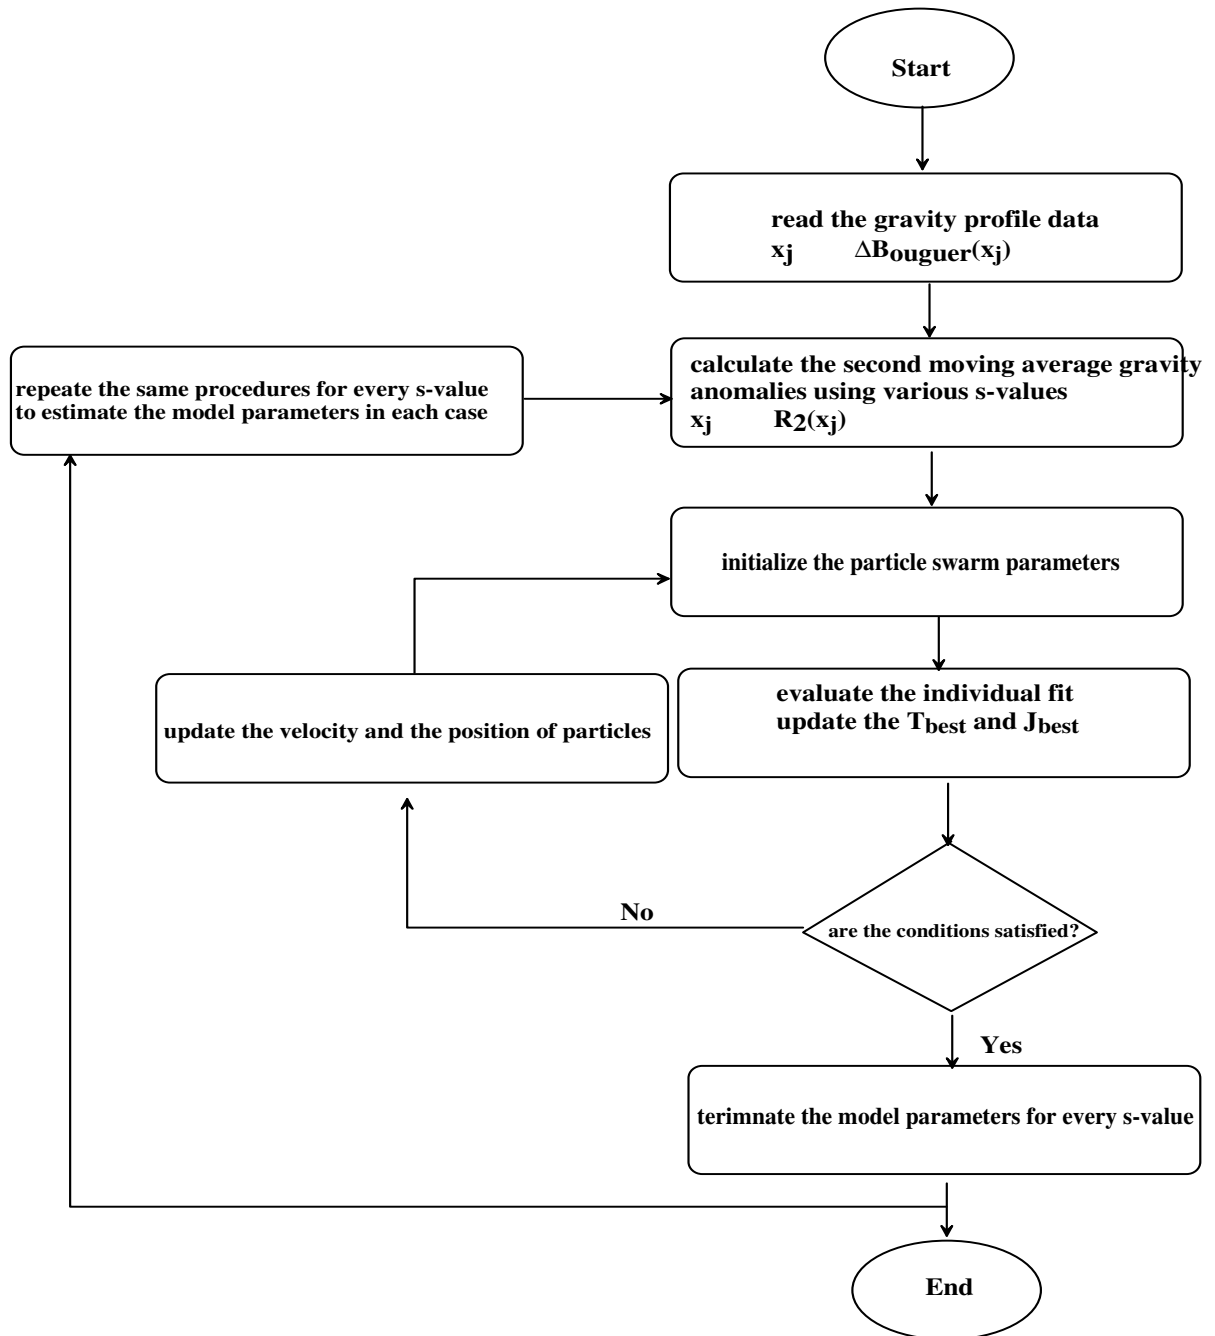 Start
read the gravity profile data
xj ΔBouguer(xj)
calculate the second moving average gravity
anomalies using various s-values
xj R2(xj)
repeate the same procedures for every s-value
to estimate the model parameters in each case
initialize the particle swarm parameters
evaluate the individual fit
update the Tbest and Jbest
update the velocity and the position of particles
are the conditions satisfied?
No
Yes
terimnate the model parameters for every s-value
End